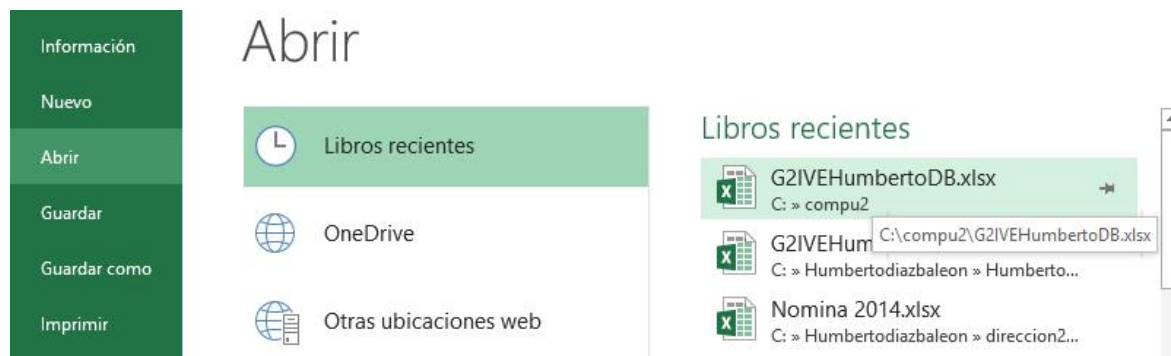 Información
Nuevo
Abrir
Guardar
Guardar como
Imprimir
Abrir
Libros recientes
OneDrive
Otras ubicaciones web
Libros recientes
G2IVEHumbertoDB.xlsx
C: » compu2
C:\compu2\G2IVEHumbertoDB.xlsx
G2IVEHum
C: » Humbertodiazbaleon » Humberto...
Nomina 2014.xlsx
C: » Humbertodiazbaleon » direccion2...